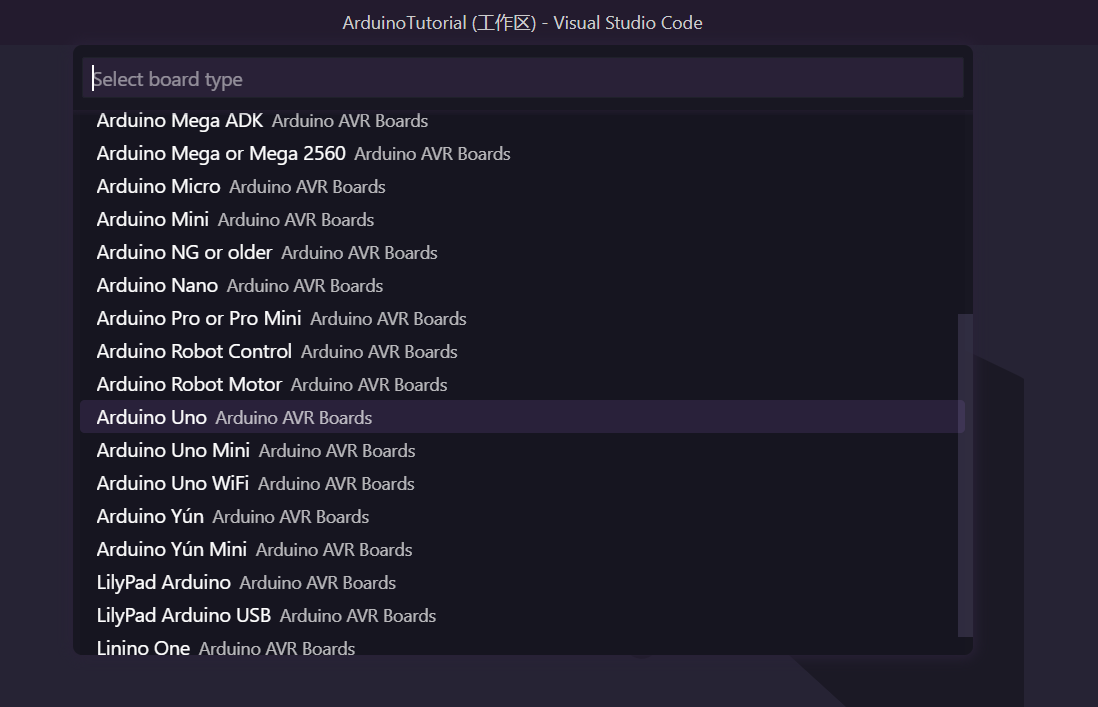 ArduinoTutorial (工作区) - Visual Studio Code
Select board type
Arduino Mega ADK Arduino AVR Boards
Arduino Mega or Mega 2560 Arduino AVR Boards
Arduino Micro Arduino AVR Boards
Arduino Mini Arduino AVR Boards
Arduino NG or older Arduino AVR Boards
Arduino Nano Arduino AVR Boards
Arduino Pro or Pro Mini Arduino AVR Boards
Arduino Robot Control Arduino AVR Boards
Arduino Robot Motor Arduino AVR Boards
Arduino Uno Arduino AVR Boards
Arduino Uno Mini Arduino AVR Boards
Arduino Uno WiFi Arduino AVR Boards
Arduino Yún Arduino AVR Boards
Arduino Yún Mini Arduino AVR Boards
LilyPad Arduino Arduino AVR Boards
LilyPad Arduino USB Arduino AVR Boards
Linino One Arduino AVR Boards